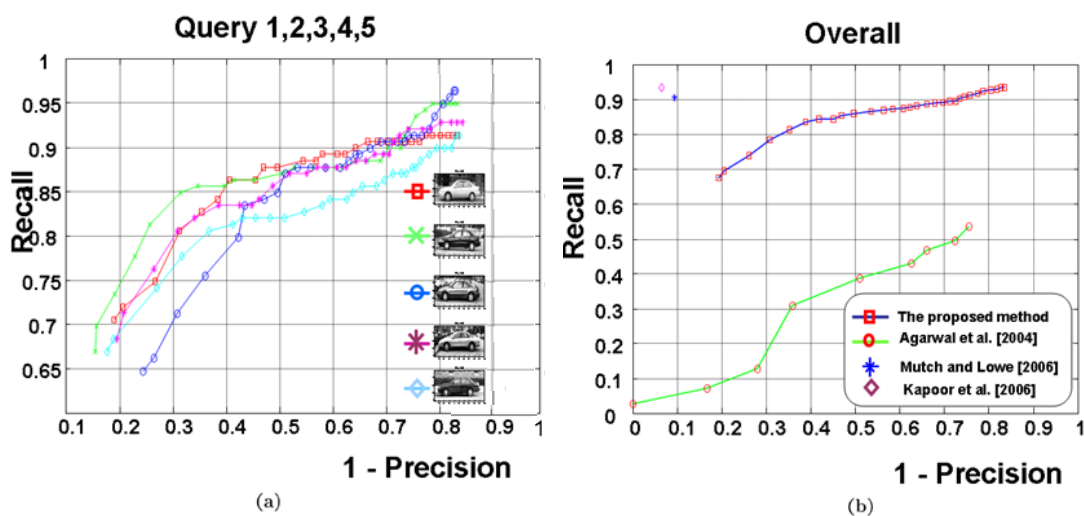 Query 1,2,3,4,5
1
0.95
0.9
0.85
0.8
0.75
0.7
0.65
Recall
0.1 0.2 0.3 0.4 0.5 0.6 0.7 0.8 0.9 1
1 - Precision
(a)
Overall
1
0.9
0.8
0.7
0.6
0.5
0.4
0.3
0.2
0.1
0
Recall
The proposed method
Agarwal et al. [2004]
Mutch and Lowe [2006]
Kapoor et al. [2006]
0 0.1 0.2 0.3 0.4 0.5 0.6 0.7 0.8 0.9 1
1 - Precision
(b)